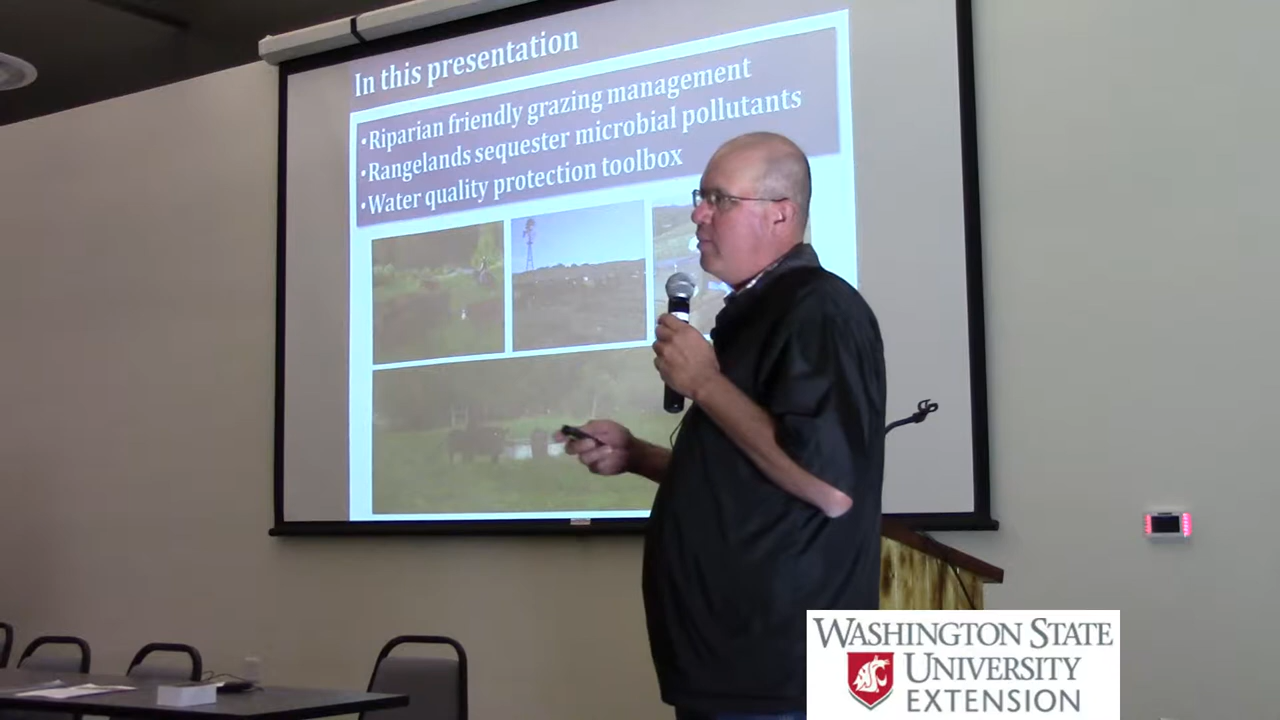 In this presentation
•Riparian friendly grazing management
•Rangelands sequester microbial pollutants
•Water quality protection toolbox
WASHINGTON STATE
UNIVERSITY
EXTENSION